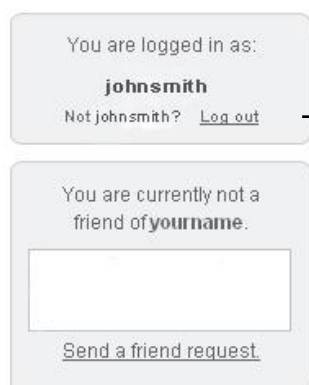 You are logged in as:
johnsmith
Not johnsmith? Log out
You are currently not a
friend of yourname.
Send a friend request.